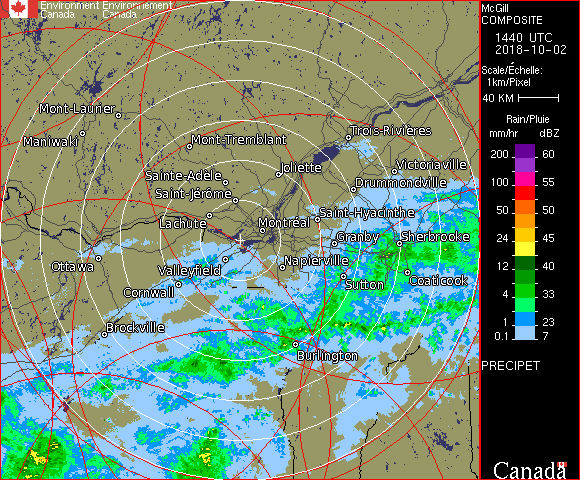 Environment Environnement
Canada Canada
McGill
COMPOSITE
1440 UTC
2018-10-02
Scale/Échelle:
1km/Pixel
40 KM
Rain/Pluie
mm/hr dBZ
200 60
100 55
50 50
24 45
12 40
4 33
1 23
0.1 7
PRECIPET
Canada
Mont-Laurier
Maniwaki
Mont-Tremblant
Trois-Rivières
Sainte-Adèle
Joliette
Victoriaville
Saint-Jérôme
Drummondville
Lachute
Montréal
Saint-Hyacinthe
Granby
Sherbrooke
Ottawa
Valleyfield
Napierville
Cornwall
Sutton
Coaticook
Brockville
Burlington